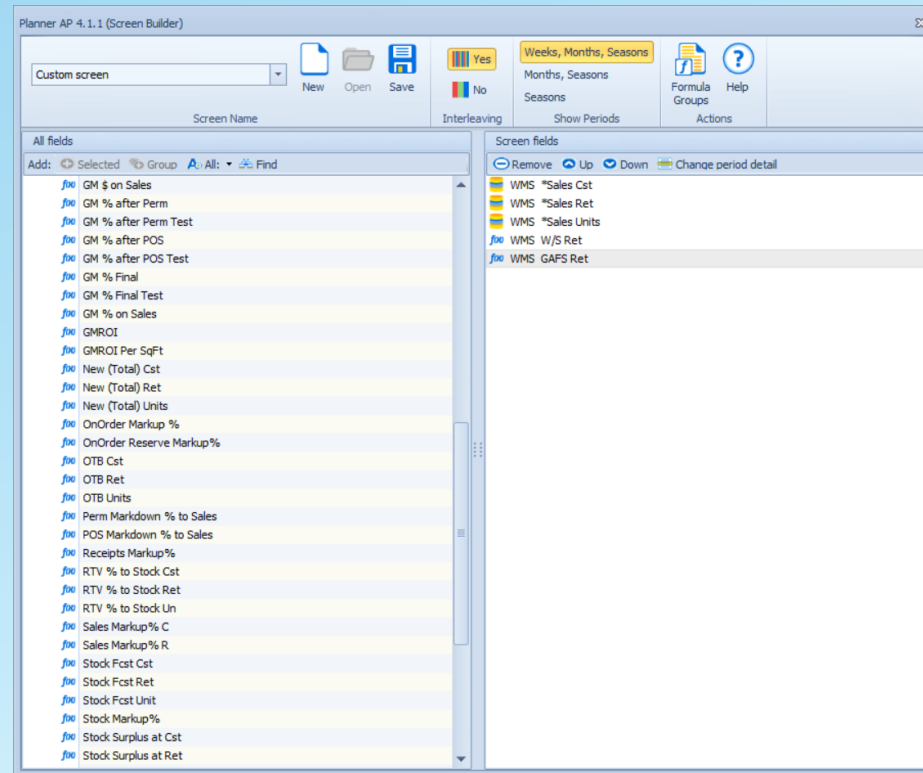 Planner AP 4.1.1 (Screen Builder)
Custom screen
New
Open
Save
Screen Name
Yes
No
Interleaving
Weeks, Months, Seasons
Months, Seasons
Seasons
Show Periods
Formula
Groups
Help
Actions
All fields
Add: Selected Group All: Find
GM $ on Sales
GM % after Perm
GM % after Perm Test
GM % after POS
GM % after POS Test
GM % Final
GM % Final Test
GM % on Sales
GMROI
GMROI Per SqFt
New (Total) Cst
New (Total) Ret
New (Total) Units
OnOrder Markup %
OnOrder Reserve Markup%
OTB Cst
OTB Ret
OTB Units
Perm Markdown % to Sales
POS Markdown % to Sales
Receipts Markup%
RTV % to Stock Cst
RTV % to Stock Ret
RTV % to Stock Un
Sales Markup% C
Sales Markup% R
Stock Fcst Cst
Stock Fcst Ret
Stock Fcst Unit
Stock Markup%
Stock Surplus at Cst
Stock Surplus at Ret
Screen fields
Remove Up Down Change period detail
WMS *Sales Cst
WMS *Sales Ret
WMS *Sales Units
WMS W/S Ret
WMS GAFS Ret